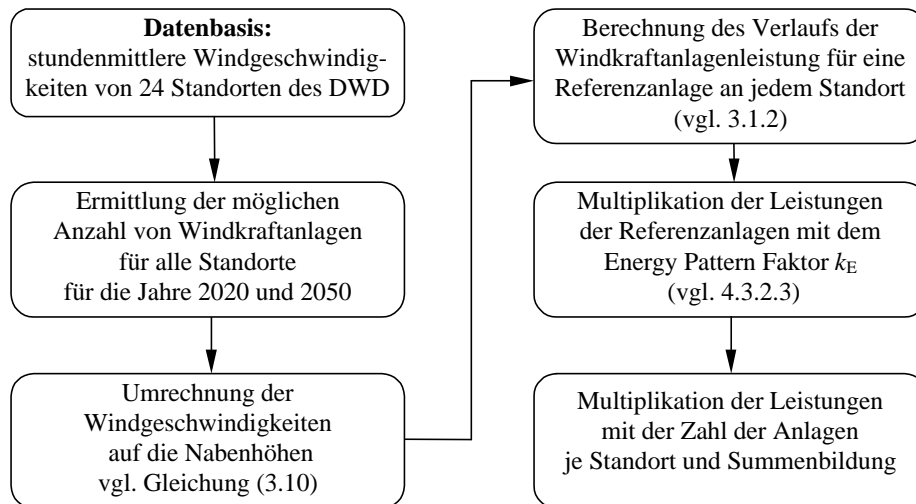 Datenbasis:
stundenmittlere Windgeschwindig-
keiten von 24 Standorten des DWD
Ermittlung der möglichen
Anzahl von Windkraftanlagen
für alle Standorte
für die Jahre 2020 und 2050
Umrechnung der
Windgeschwindigkeiten
auf die Nabenhöhen
vgl. Gleichung (3.10)
Berechnung des Verlaufs der
Windkraftanlagenleistung für eine
Referenzanlage an jedem Standort
(vgl. 3.1.2)
Multiplikation der Leistungen
der Referenzanlagen mit dem
Energy Pattern Faktor kE
(vgl. 4.3.2.3)
Multiplikation der Leistungen
mit der Zahl der Anlagen
je Standort und Summenbildung